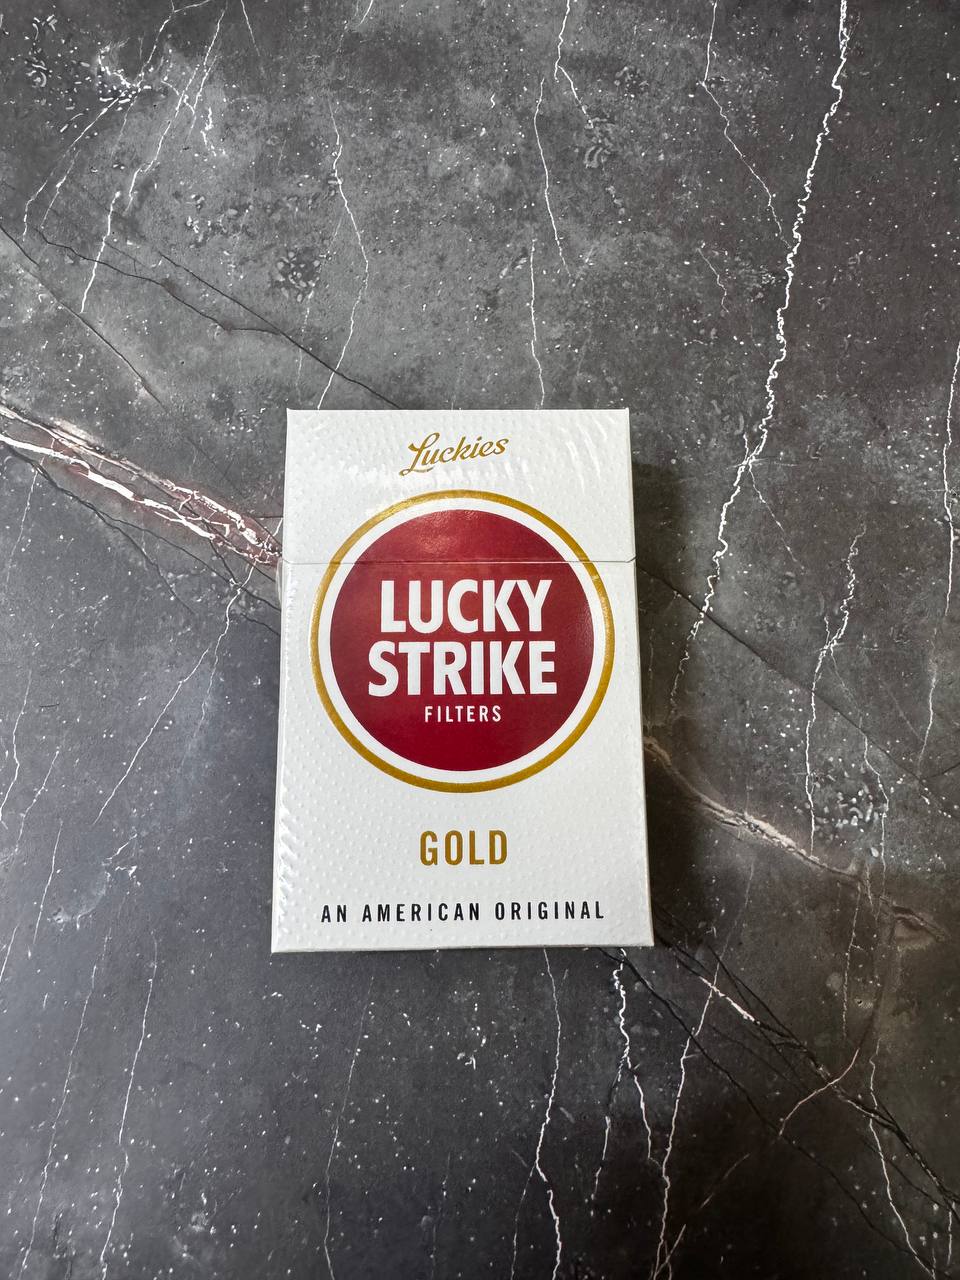 Luckies
LUCKY
STRIKE
FILTERS
GOLD
AN AMERICAN ORIGINAL